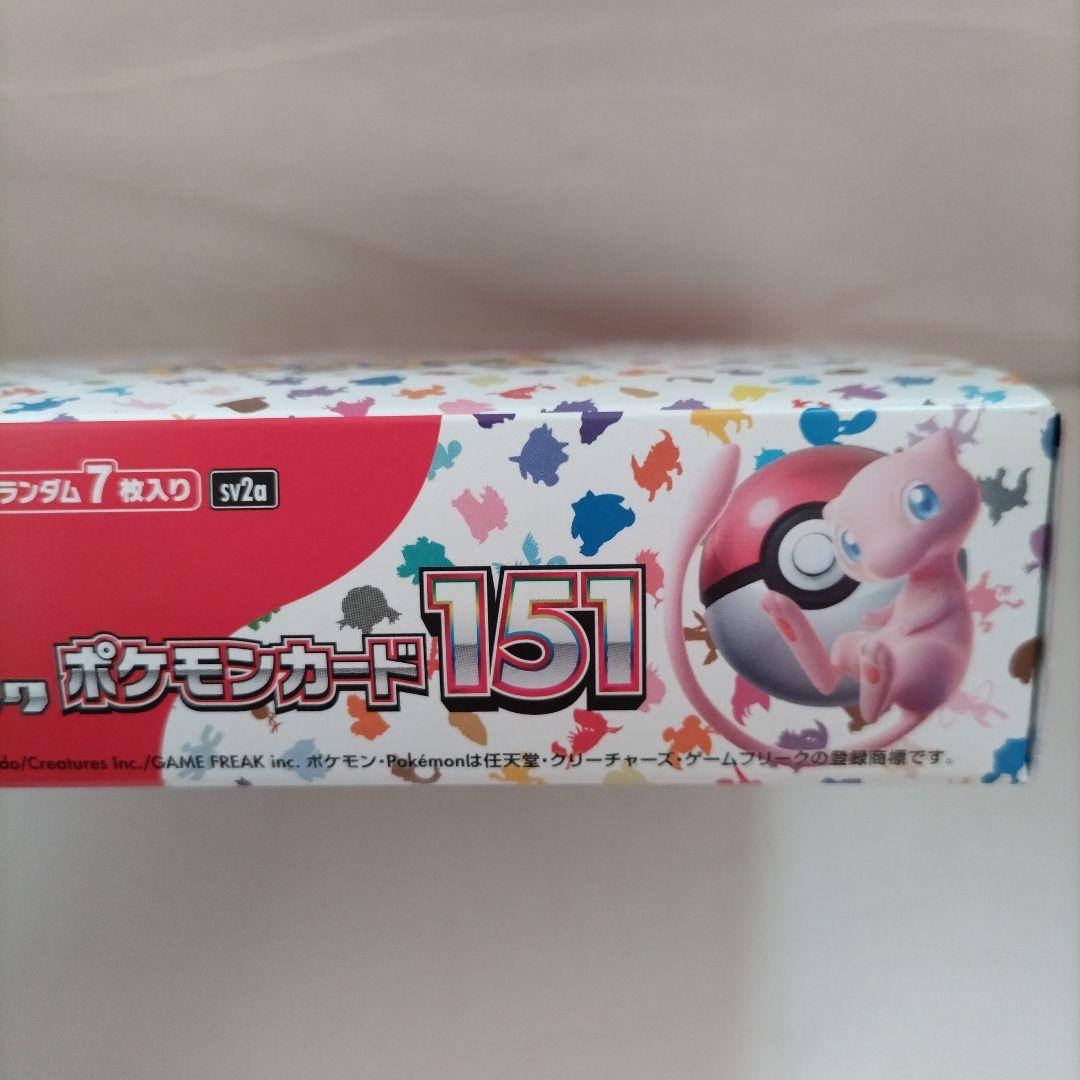 ランダム7枚入り sv2a
ポケモンカード151
do/Creatures Inc./GAME FREAK inc. ポケモン・Pokémonは任天堂・クリーチャーズ・ゲームフリークの登録商標です。